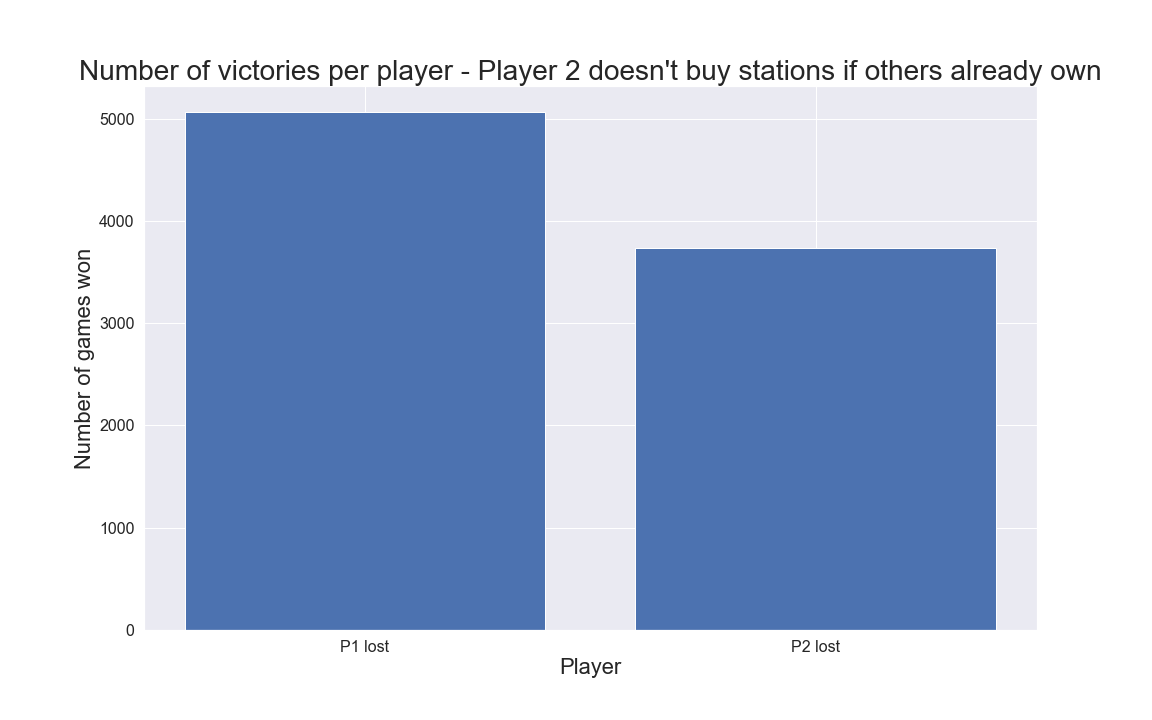 Number of victories per player - Player 2 doesn't buy stations if others already own
Number of games won
5000
4000
3000
2000
1000
0
P1 lost
P2 lost
Player